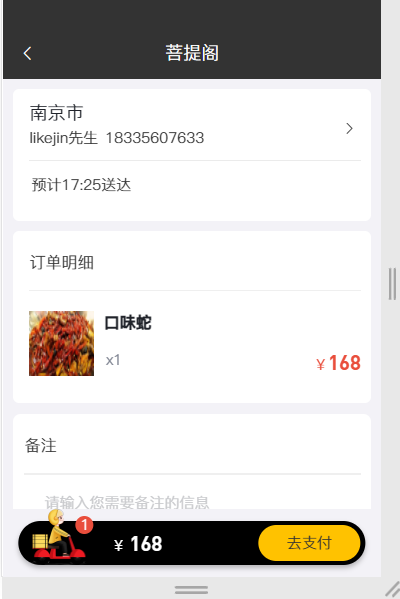 菩提阁
南京市
likejin先生 18335607633
预计17:25送达
订单明细
口味蛇
x1
¥168
备注
请输入您需要备注的信息
1
¥ 168
去支付